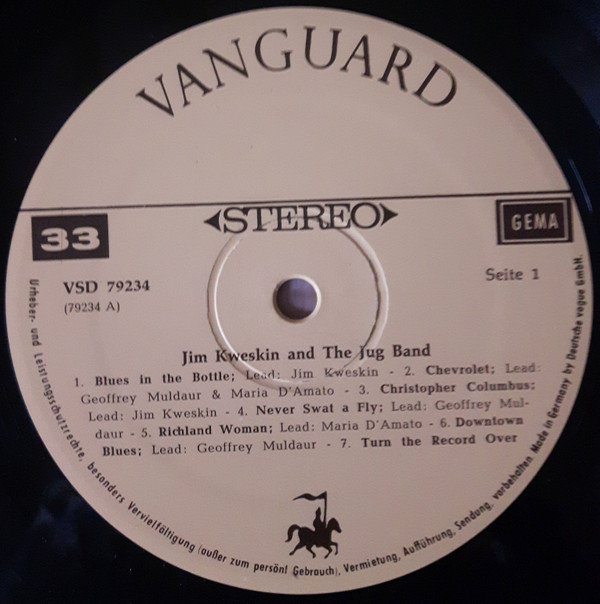 VANGUARD
STEREO
33
GEMA
VSD 79234
(79234 A)
Seite 1
Jim Kweskin and The Jug Band
1. Blues in the Bottle; Lead: Jim Kweskin - 2. Chevrolet; Lead:
Geoffrey Muldaur & Maria D'Amato - 3. Christopher Columbus;
Lead: Jim Kweskin - 4. Never Swat a Fly; Lead: Geoffrey Mul-
daur - 5. Richland Woman; Lead: Maria D'Amato - 6. Downtown
Blues; Lead: Geoffrey Muldaur - 7. Turn the Record Over
Urheber- und Leistungsschutzrechte, besonders Vervielfältigung (außer zum persönl Gebrauch), Vermietung, Aufführung, Sendung, vorbehalten. Made in Germany by Deutsche vogue GmbH.